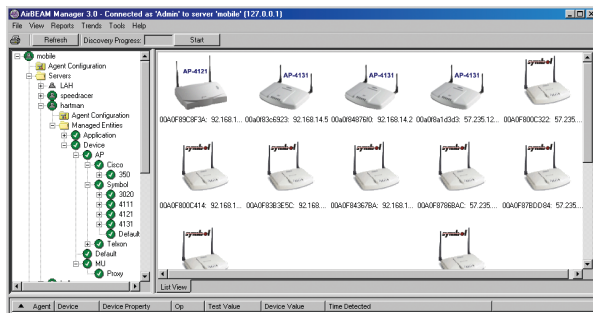 AirBEAM Manager 3.0 - Connected as 'Admin' to server 'mobile' (127.0.0.1)
File View Reports Trends Tools Help
Refresh Discovery Progress: Start
mobile
Agent Configuration
Servers
LAH
speedracer
hartman
Agent Configuration
Managed Entities
Application
Device
AP
Cisco
350
Symbol
3020
4111
4121
4131
Default
Telxon
Default
MU
Proxy
AP-4121 AP-4131 AP-4131 AP-4131 symbol
00A0F89C8F3A: 92.168.1... 00a0f83c6923: 92.168.14.5 00a0f84876f0: 92.168.14.2 00a0f8a1d3d3: 57.235.12... 00A0F800C322: 57.235....
symbol symbol symbol symbol symbol
00A0F800C414: 92.168.1... 00A0F83B3E5C: 92.168.... 00A0F84367BA: 92.168.1... 00A0F8786BAC: 57.235.... 00A0F87BDD84: 57.235....
symbol symbol
List View
Agent Device Device Property Op Test Value Device Value Time Detected